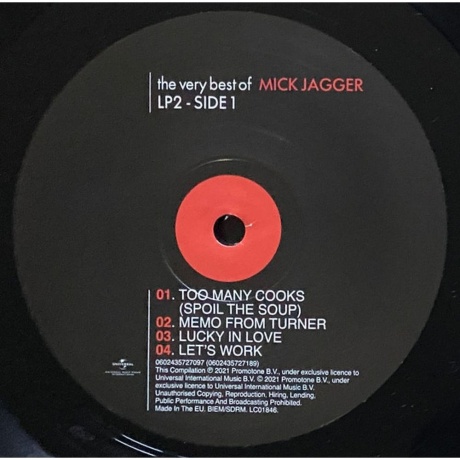 the very best of MICK JAGGER
LP2 - SIDE 1
01. TOO MANY COOKS
(SPOIL THE SOUP)
02. MEMO FROM TURNER
03. LUCKY IN LOVE
04. LET'S WORK
0602435727097 (0602435727189)
This Compilation ℗ 2021 Promotone B.V., under exclusive licence to
Universal International Music B.V. © 2021 Promotone B.V., under
exclusive licence to Universal International Music B.V.
Unauthorised Copying, Reproduction, Hiring, Lending,
Public Performance And Broadcasting Prohibited.
Made In The EU. BIEM/SDRM. LC01846.
UNIVERSAL